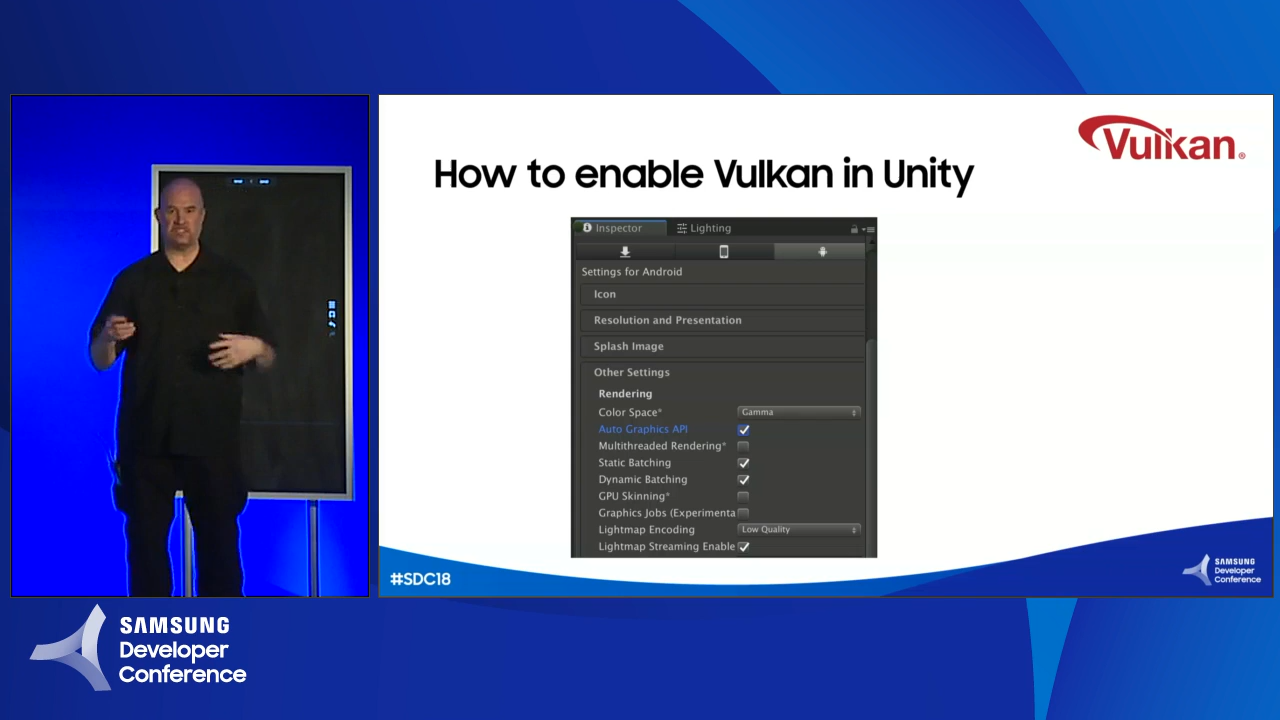 Vulkan®
How to enable Vulkan in Unity
Inspector
Lighting
Settings for Android
Icon
Resolution and Presentation
Splash Image
Other Settings
Rendering
Color Space* Gamma
Auto Graphics API
Multithreaded Rendering*
Static Batching
Dynamic Batching
GPU Skinning*
Graphics Jobs (Experimenta
Lightmap Encoding Low Quality
Lightmap Streaming Enable
#SDC18
SAMSUNG
Developer
Conference
SAMSUNG
Developer
Conference